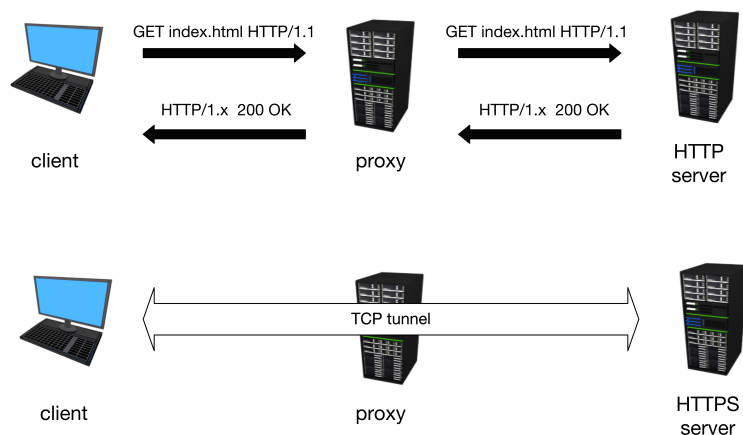 GET index.html HTTP/1.1
GET index.html HTTP/1.1
HTTP/1.x 200 OK
HTTP/1.x 200 OK
client
proxy
HTTP
server
TCP tunnel
client
proxy
HTTPS
server